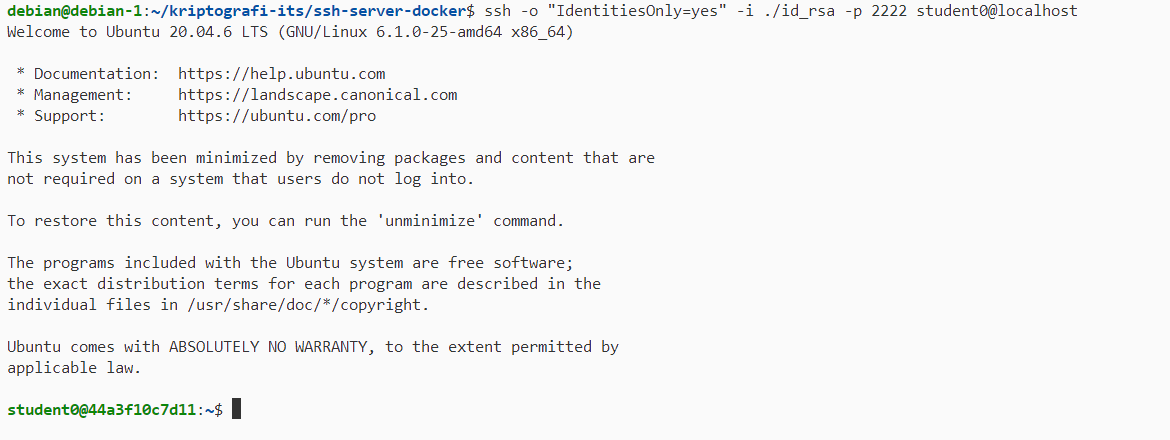 debian@debian-1:~/kriptografi-its/ssh-server-docker$ ssh -o "IdentitiesOnly=yes" -i ./id_rsa -p 2222 student0@localhost
Welcome to Ubuntu 20.04.6 LTS (GNU/Linux 6.1.0-25-amd64 x86_64)

 * Documentation:  https://help.ubuntu.com
 * Management:     https://landscape.canonical.com
 * Support:        https://ubuntu.com/pro

This system has been minimized by removing packages and content that are
not required on a system that users do not log into.

To restore this content, you can run the 'unminimize' command.

The programs included with the Ubuntu system are free software;
the exact distribution terms for each program are described in the
individual files in /usr/share/doc/*/copyright.

Ubuntu comes with ABSOLUTELY NO WARRANTY, to the extent permitted by
applicable law.

student0@44a3f10c7d11:~$